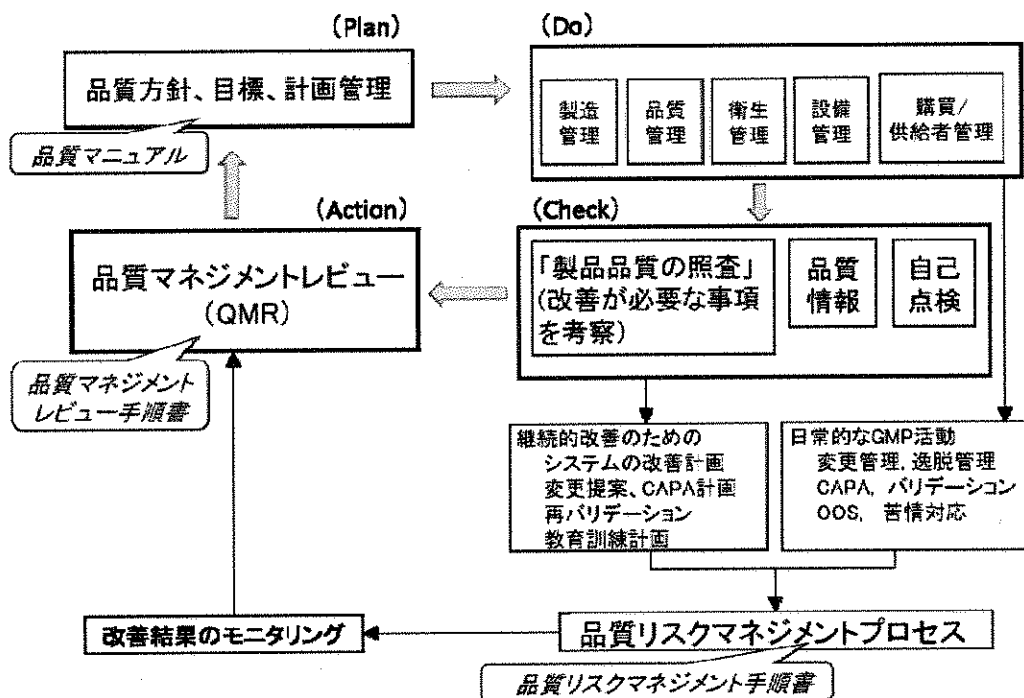 (Plan)
品質方針、目標、計画管理
品質マニュアル
(Do)
製造
管理
品質
管理
衛生
管理
設備
管理
購買/
供給者管理
(Action)
品質マネジメントレビュー
(QMR)
品質マネジメント
レビュー手順書
(Check)
「製品品質の照査」
(改善が必要な事項
を考察)
品質
情報
自己
点検
継続的改善のための
システムの改善計画
変更提案、CAPA計画
再バリデーション
教育訓練計画
日常的なGMP活動
変更管理, 逸脱管理
CAPA, バリデーション
OOS, 苦情対応
改善結果のモニタリング
品質リスクマネジメントプロセス
品質リスクマネジメント手順書